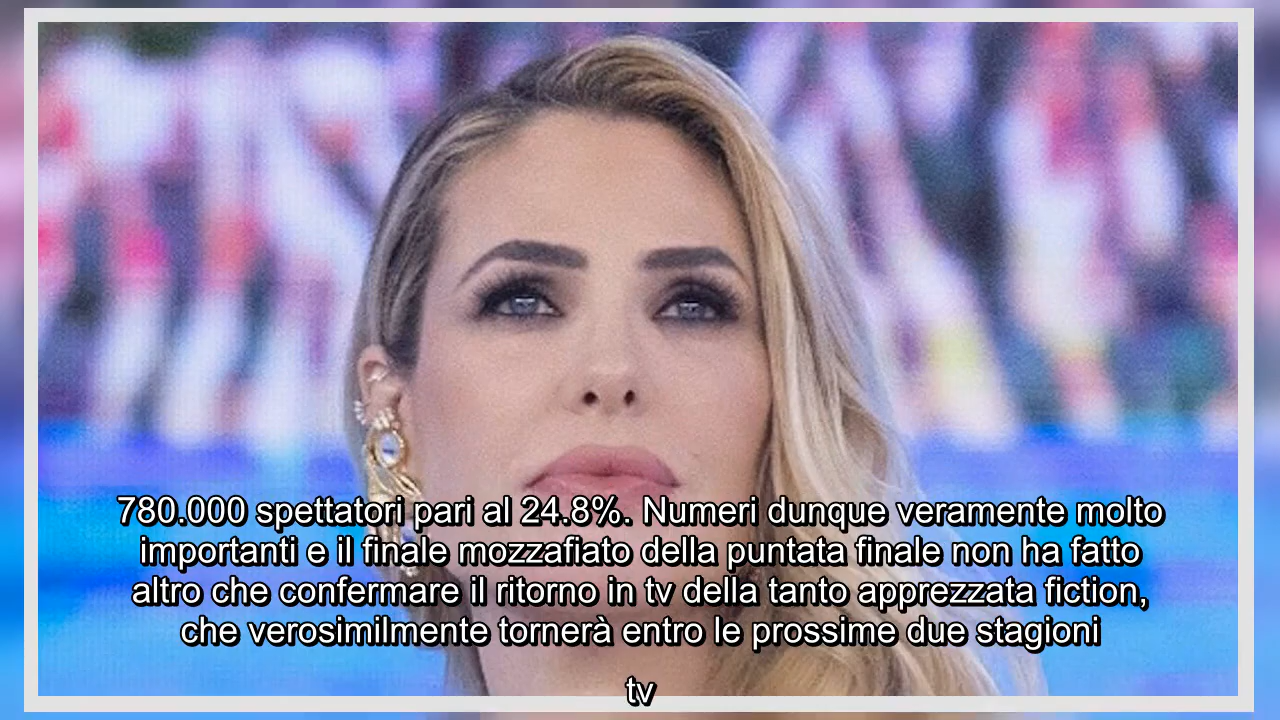 780.000 spettatori pari al 24.8%. Numeri dunque veramente molto
importanti e il finale mozzafiato della puntata finale non ha fatto
altro che confermare il ritorno in tv della tanto apprezzata fiction,
che verosimilmente tornerà entro le prossime due stagioni
tv